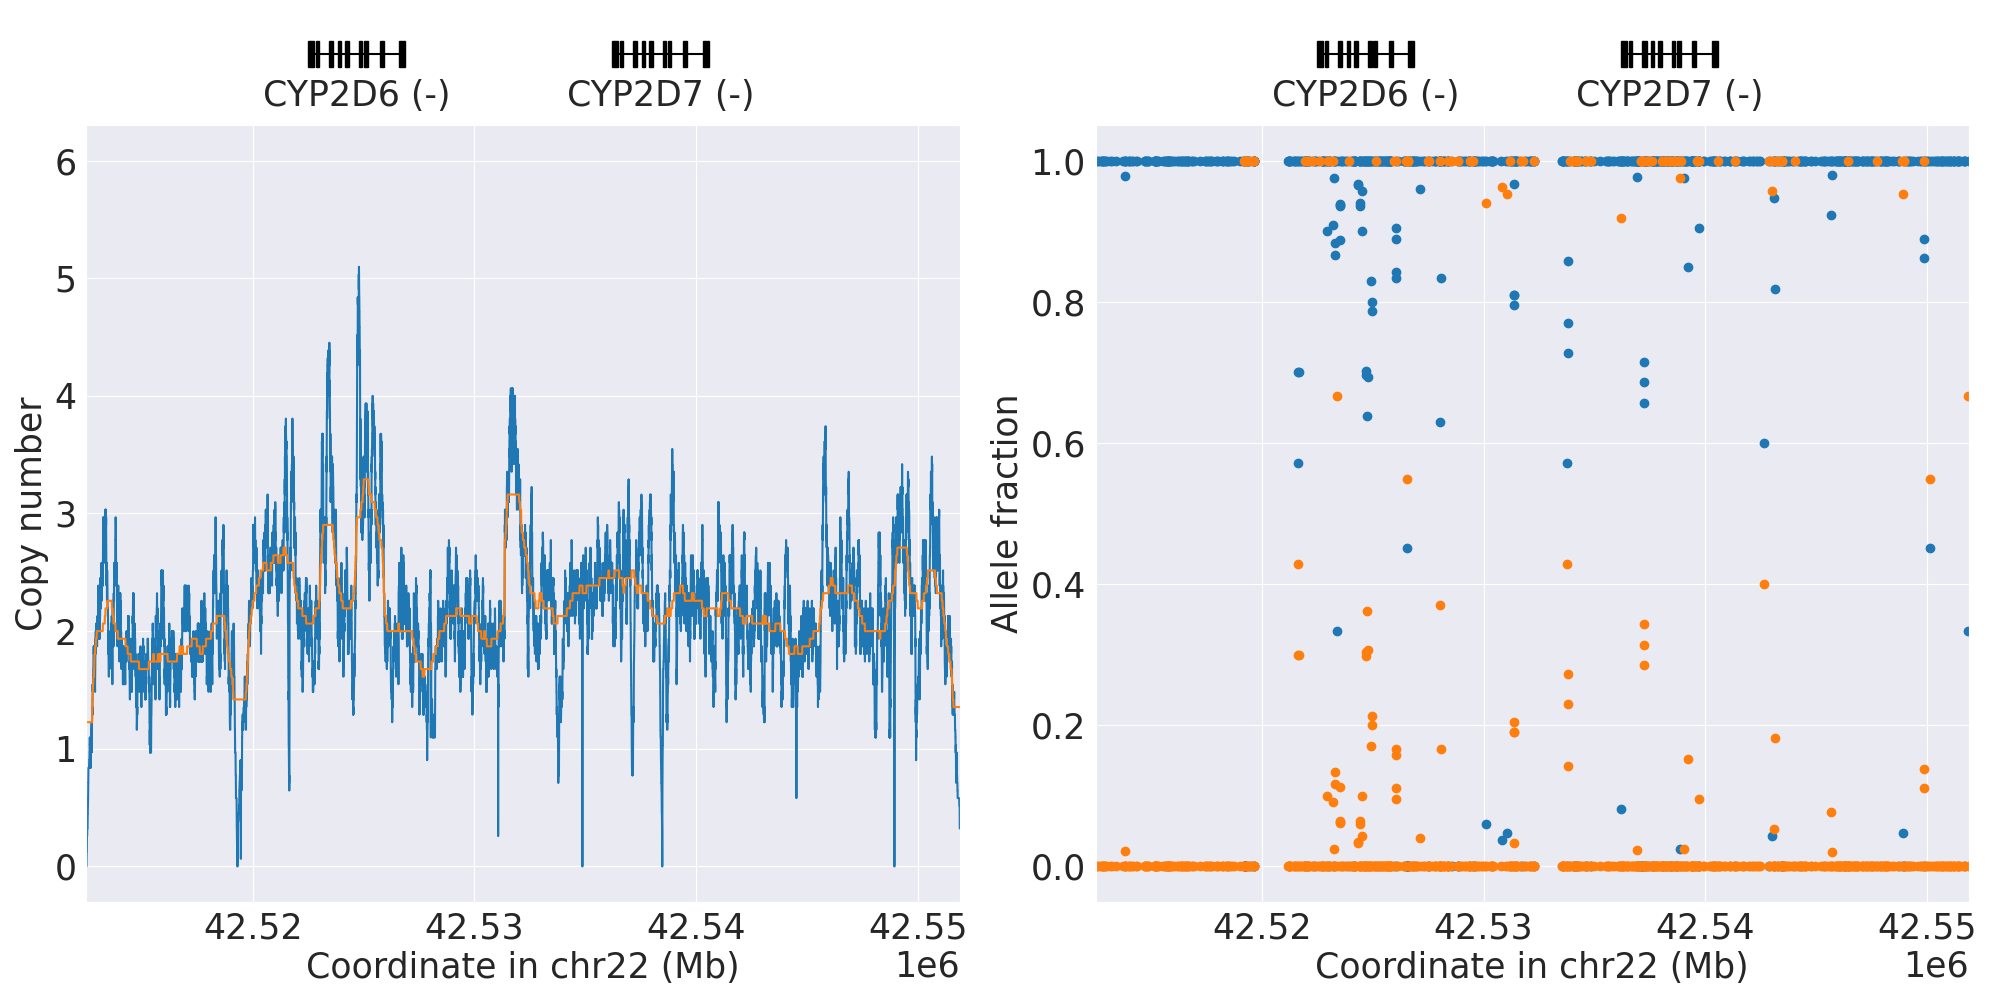 CYP2D6 (-) CYP2D7 (-)
6
5
4
3
2
1
0
Copy number
42.52 42.53 42.54 42.55
Coordinate in chr22 (Mb) 1e6
CYP2D6 (-) CYP2D7 (-)
1.0
0.8
0.6
0.4
0.2
0.0
Allele fraction
42.52 42.53 42.54 42.55
Coordinate in chr22 (Mb) 1e6